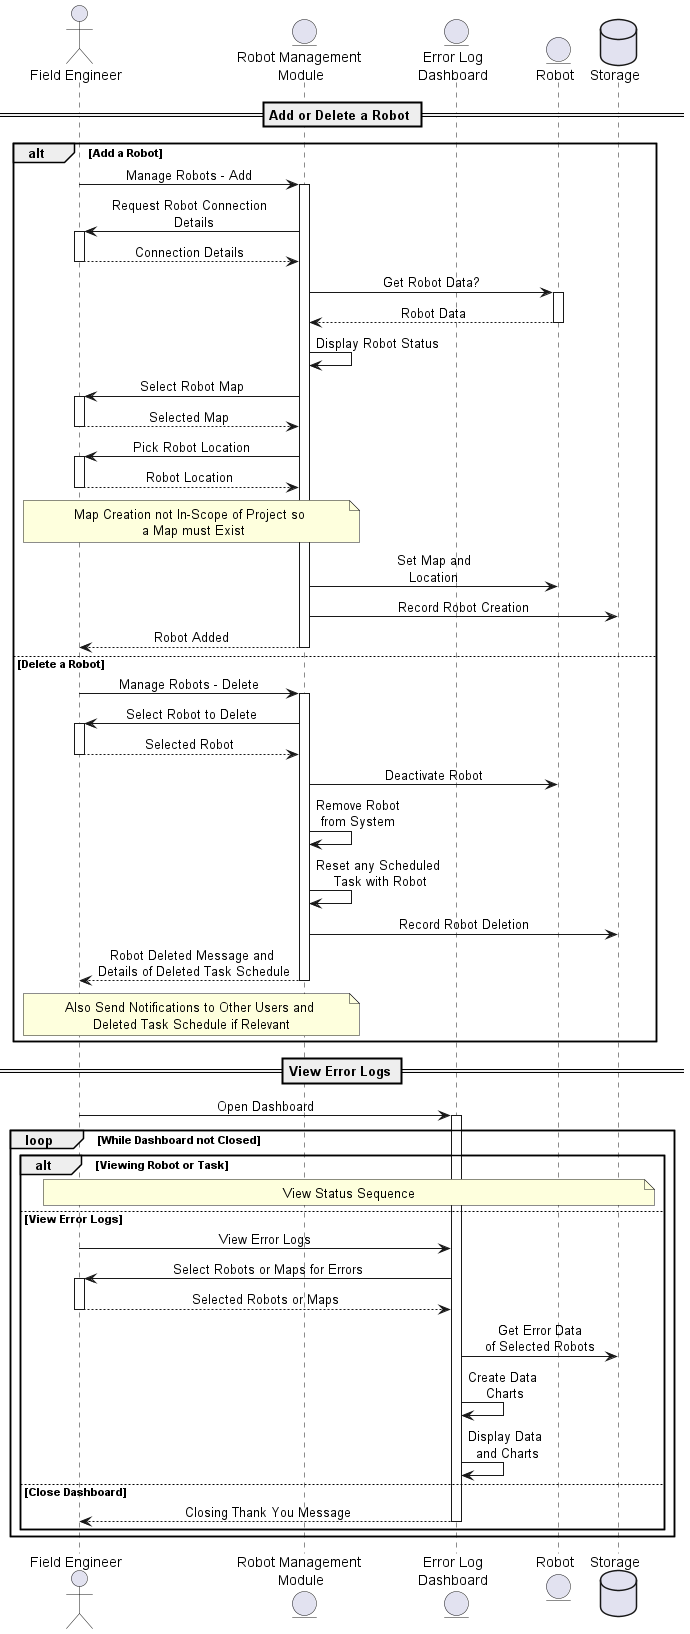 Field Engineer
Robot Management
Module
Error Log
Dashboard
Robot
Storage
Add or Delete a Robot
alt
[Add a Robot]
Manage Robots - Add
Request Robot Connection
Details
Connection Details
Get Robot Data?
Robot Data
Display Robot Status
Select Robot Map
Selected Map
Pick Robot Location
Robot Location
Map Creation not In-Scope of Project so
a Map must Exist
Set Map and
Location
Record Robot Creation
Robot Added
[Delete a Robot]
Manage Robots - Delete
Select Robot to Delete
Selected Robot
Deactivate Robot
Remove Robot
from System
Reset any Scheduled
Task with Robot
Record Robot Deletion
Robot Deleted Message and
Details of Deleted Task Schedule
Also Send Notifications to Other Users and
Deleted Task Schedule if Relevant
View Error Logs
Open Dashboard
loop
[While Dashboard not Closed]
alt
[Viewing Robot or Task]
View Status Sequence
[View Error Logs]
View Error Logs
Select Robots or Maps for Errors
Selected Robots or Maps
Get Error Data
of Selected Robots
Create Data
Charts
Display Data
and Charts
[Close Dashboard]
Closing Thank You Message
Field Engineer
Robot Management
Module
Error Log
Dashboard
Robot
Storage